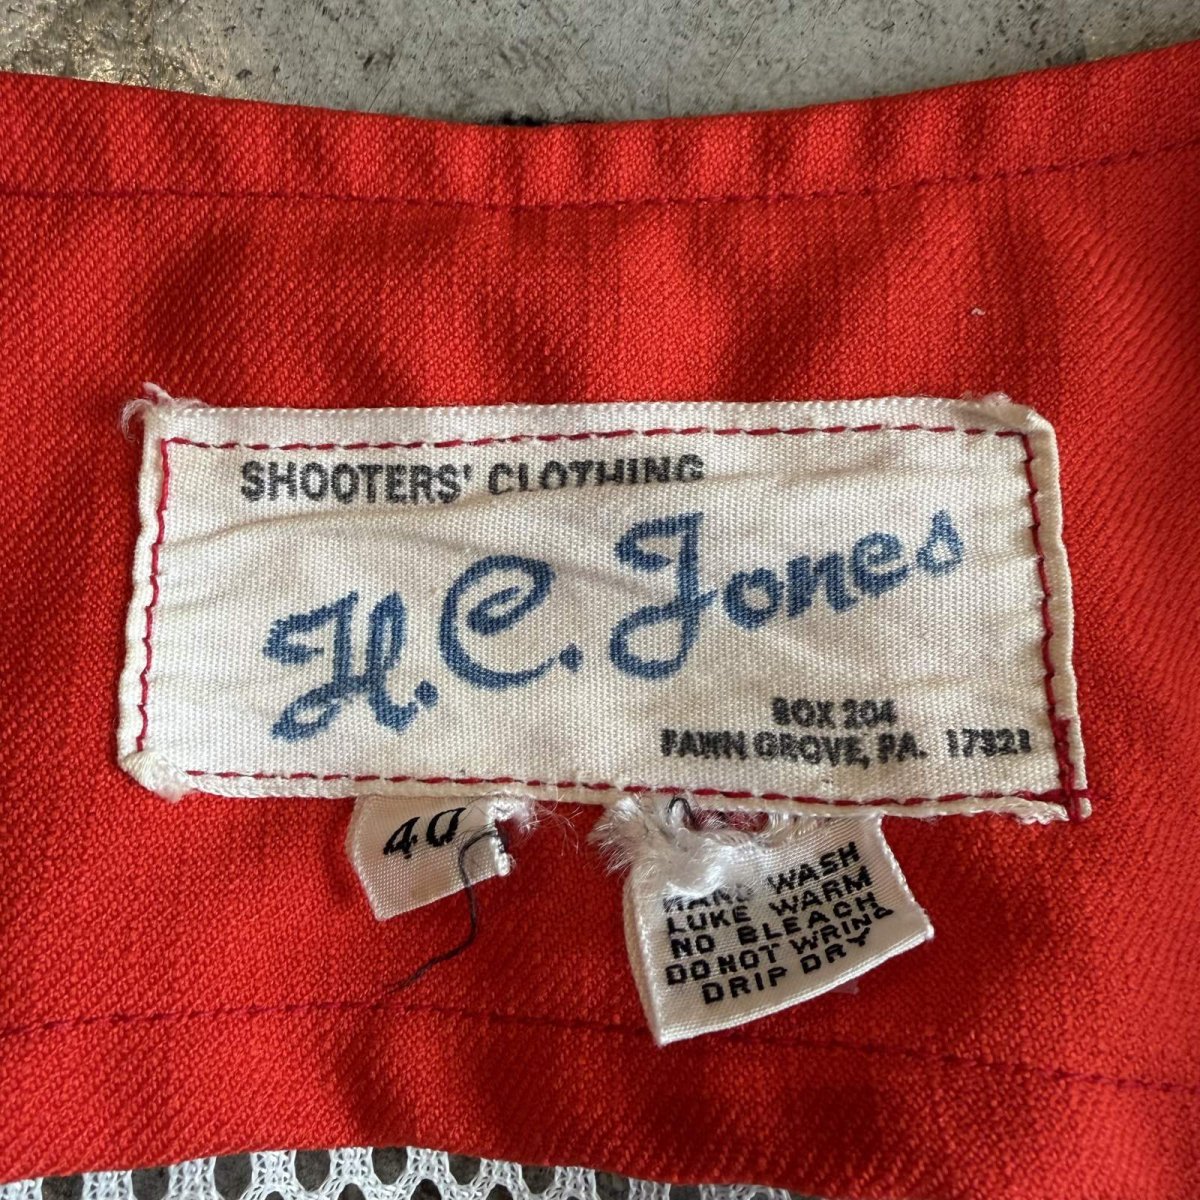 SHOOTERS' CLOTHING
H.C. Jones
BOX 204
FAWN GROVE, PA. 17321
40
HAND WASH
LUKE WARM
NO BLEACH
DO NOT WRING
DRIP DRY